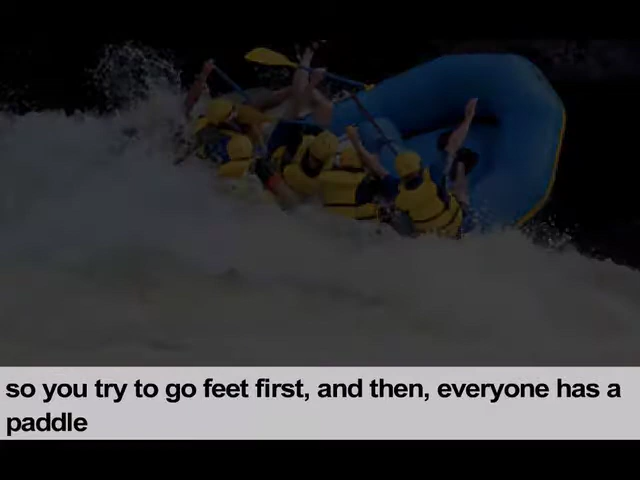 so you try to go feet first, and then, everyone has a
paddle